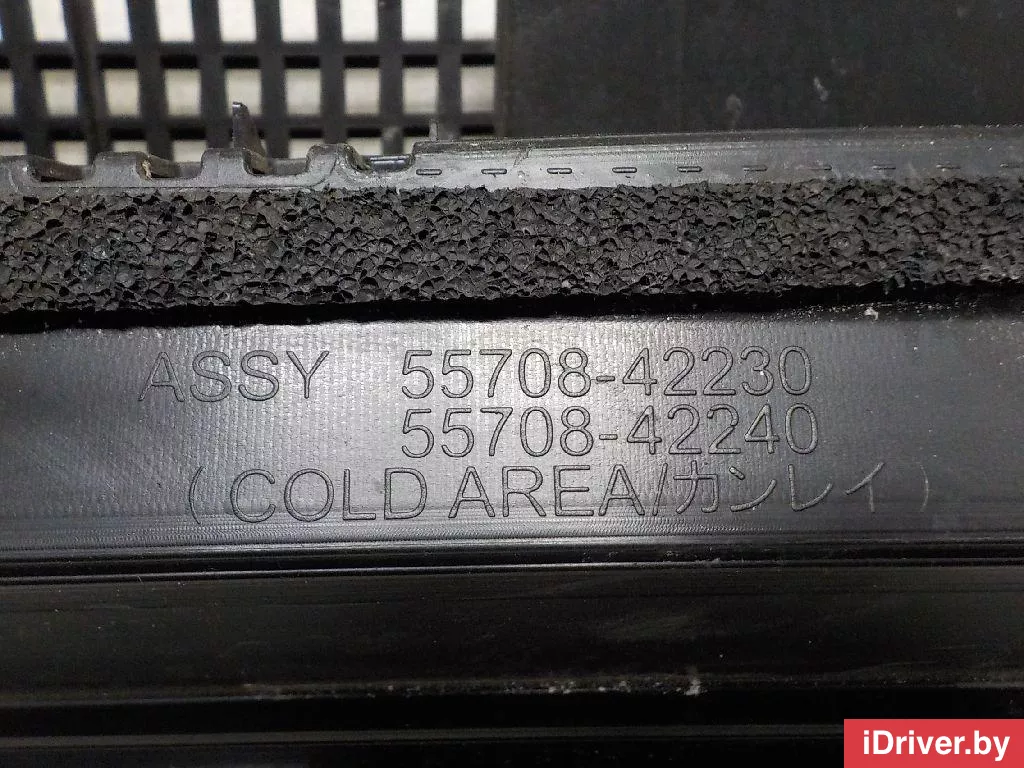 ASSY 55708-42230
55708-42240
(COLD AREA/カンレイ)
iDriver.by